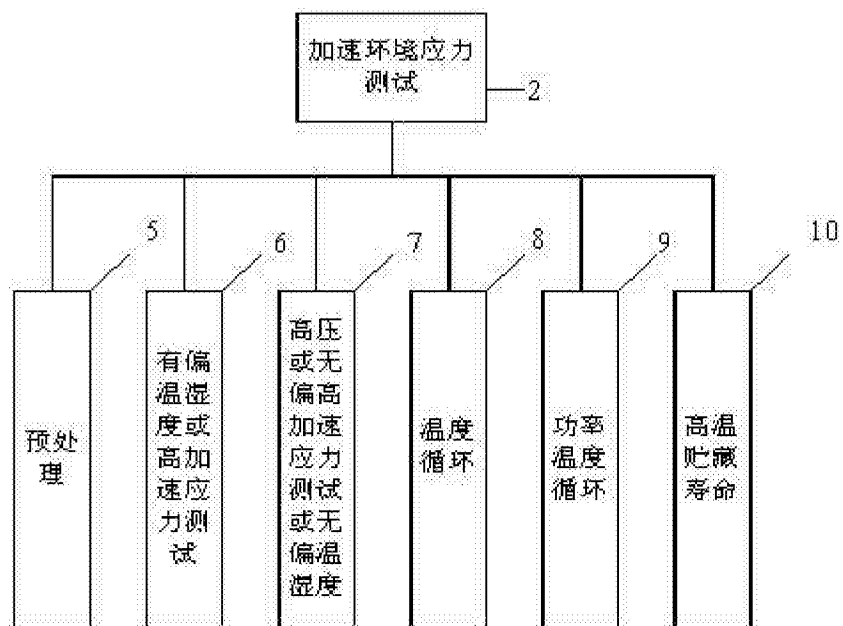 加速环境应力
测试
2
5
6
7
8
9
10
预处
理
有偏
温湿
度或
高加
速应
力测
试
高压
或无
偏高
加速
应力
测试
或无
偏温
湿度
温度
循环
功率
温度
循环
高温
贮藏
寿命